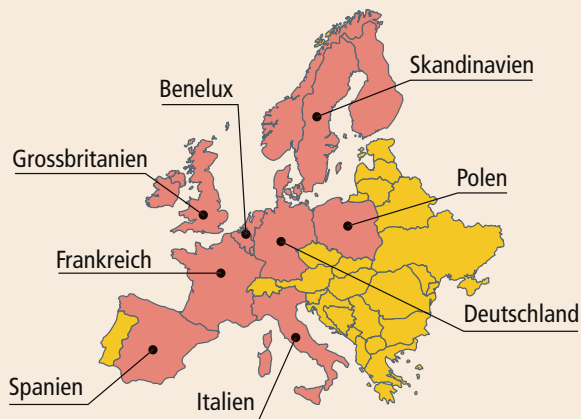 Skandinavien
Benelux
Grossbritanien
Polen
Frankreich
Deutschland
Spanien
Italien